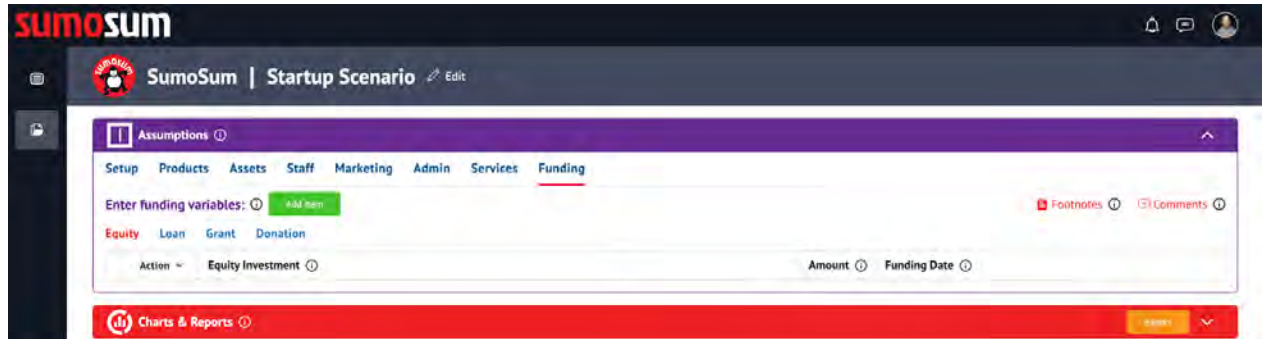 sumosum
sumosum
SumoSum | Startup Scenario Edit
Assumptions
Setup Products Assets Staff Marketing Admin Services Funding
Enter funding variables: Add Item Footnotes Comments
Equity Loan Grant Donation
Action Equity Investment Amount Funding Date
Charts & Reports